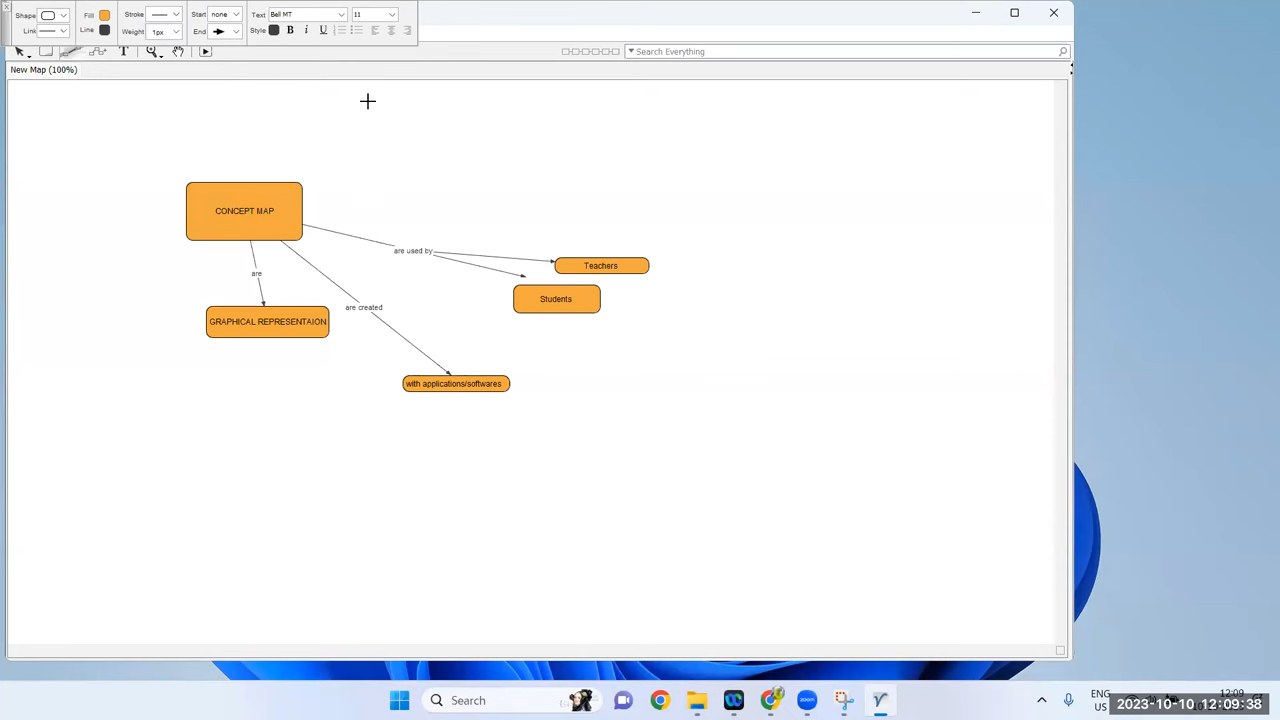 Shape Fill Stroke Start none Text Bell MT 11
Link Line Weight 1px End Style B I U
T Search Everything
New Map (100%)
CONCEPT MAP
are used by
Teachers
are
Students
are created
GRAPHICAL REPRESENTAION
with applications/softwares
Search
ENG
US
12:09
2023-10-10 12:09:38